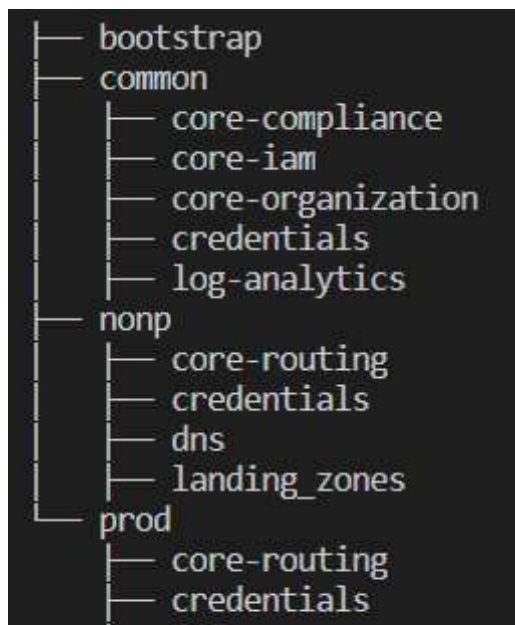 ├── bootstrap
├── common
│   ├── core-compliance
│   ├── core-iam
│   ├── core-organization
│   ├── credentials
│   ├── log-analytics
├── nonp
│   ├── core-routing
│   ├── credentials
│   ├── dns
│   ├── landing_zones
└── prod
    ├── core-routing
    ├── credentials